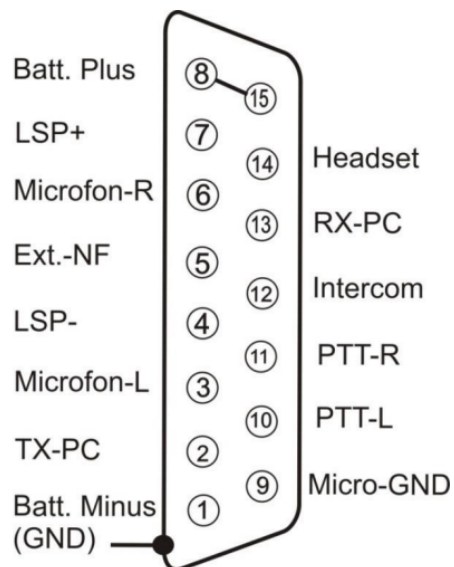 Batt. Plus
8
15
LSP+
7
14
Headset
Microfon-R
6
13
RX-PC
Ext.-NF
5
12
Intercom
LSP-
4
11
PTT-R
Microfon-L
3
10
PTT-L
TX-PC
2
9
Micro-GND
Batt. Minus
(GND)
1